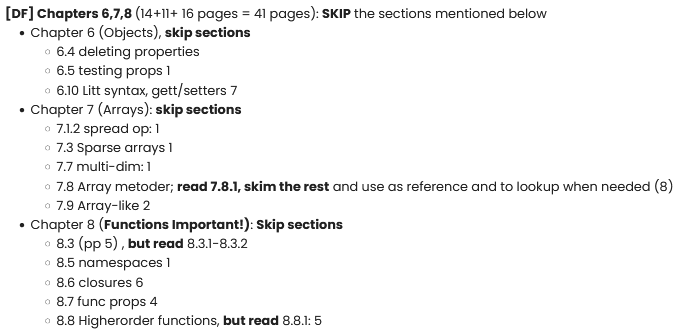 [DF] Chapters 6,7,8 (14+11+ 16 pages = 41 pages): SKIP the sections mentioned below
• Chapter 6 (Objects), skip sections
○ 6.4 deleting properties
○ 6.5 testing props 1
○ 6.10 Litt syntax, gett/setters 7
• Chapter 7 (Arrays): skip sections
○ 7.1.2 spread op: 1
○ 7.3 Sparse arrays 1
○ 7.7 multi-dim: 1
○ 7.8 Array metoder; read 7.8.1, skim the rest and use as reference and to lookup when needed (8)
○ 7.9 Array-like 2
• Chapter 8 (Functions Important!): Skip sections
○ 8.3 (pp 5) , but read 8.3.1-8.3.2
○ 8.5 namespaces 1
○ 8.6 closures 6
○ 8.7 func props 4
○ 8.8 Higherorder functions, but read 8.8.1: 5